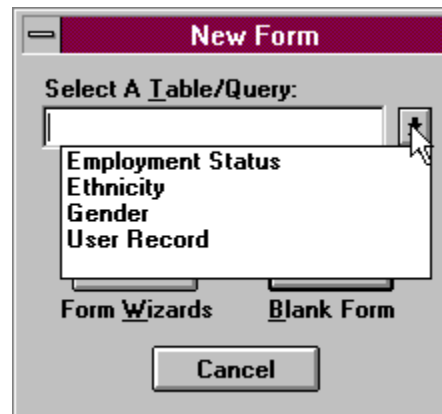 New Form
Select A Table/Query:
Employment Status
Ethnicity
Gender
User Record
Form Wizards Blank Form
Cancel